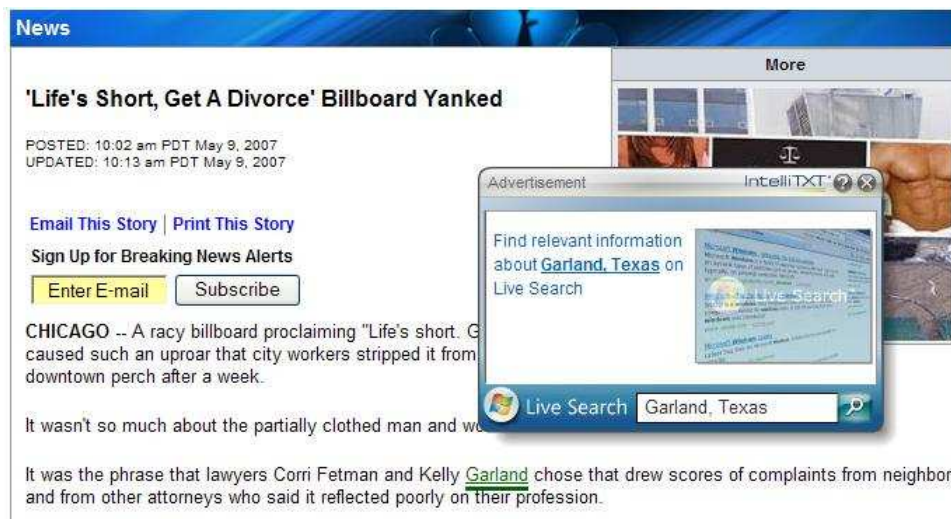 News
More
'Life's Short, Get A Divorce' Billboard Yanked
POSTED: 10:02 am PDT May 9, 2007
UPDATED: 10:13 am PDT May 9, 2007
Email This Story | Print This Story
Sign Up for Breaking News Alerts
Enter E-mail Subscribe
CHICAGO -- A racy billboard proclaiming "Life's short. G
caused such an uproar that city workers stripped it from
downtown perch after a week.
It wasn't so much about the partially clothed man and wo
It was the phrase that lawyers Corri Fetman and Kelly Garland chose that drew scores of complaints from neighbor
and from other attorneys who said it reflected poorly on their profession.
Advertisement IntelliTXT
Find relevant information
about Garland, Texas on
Live Search
Live Search
Live Search Garland, Texas